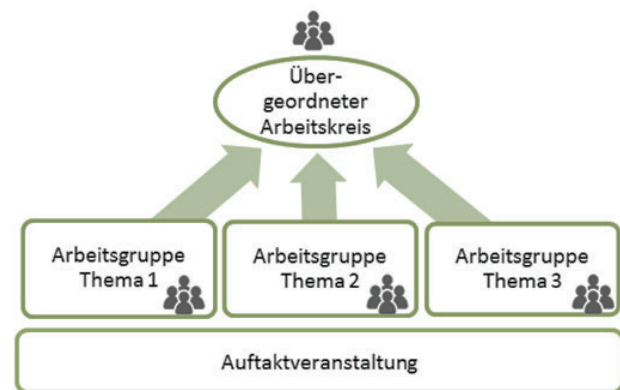 Über-
geordneter
Arbeitskreis
Arbeitsgruppe
Thema 1
Arbeitsgruppe
Thema 2
Arbeitsgruppe
Thema 3
Auftaktveranstaltung